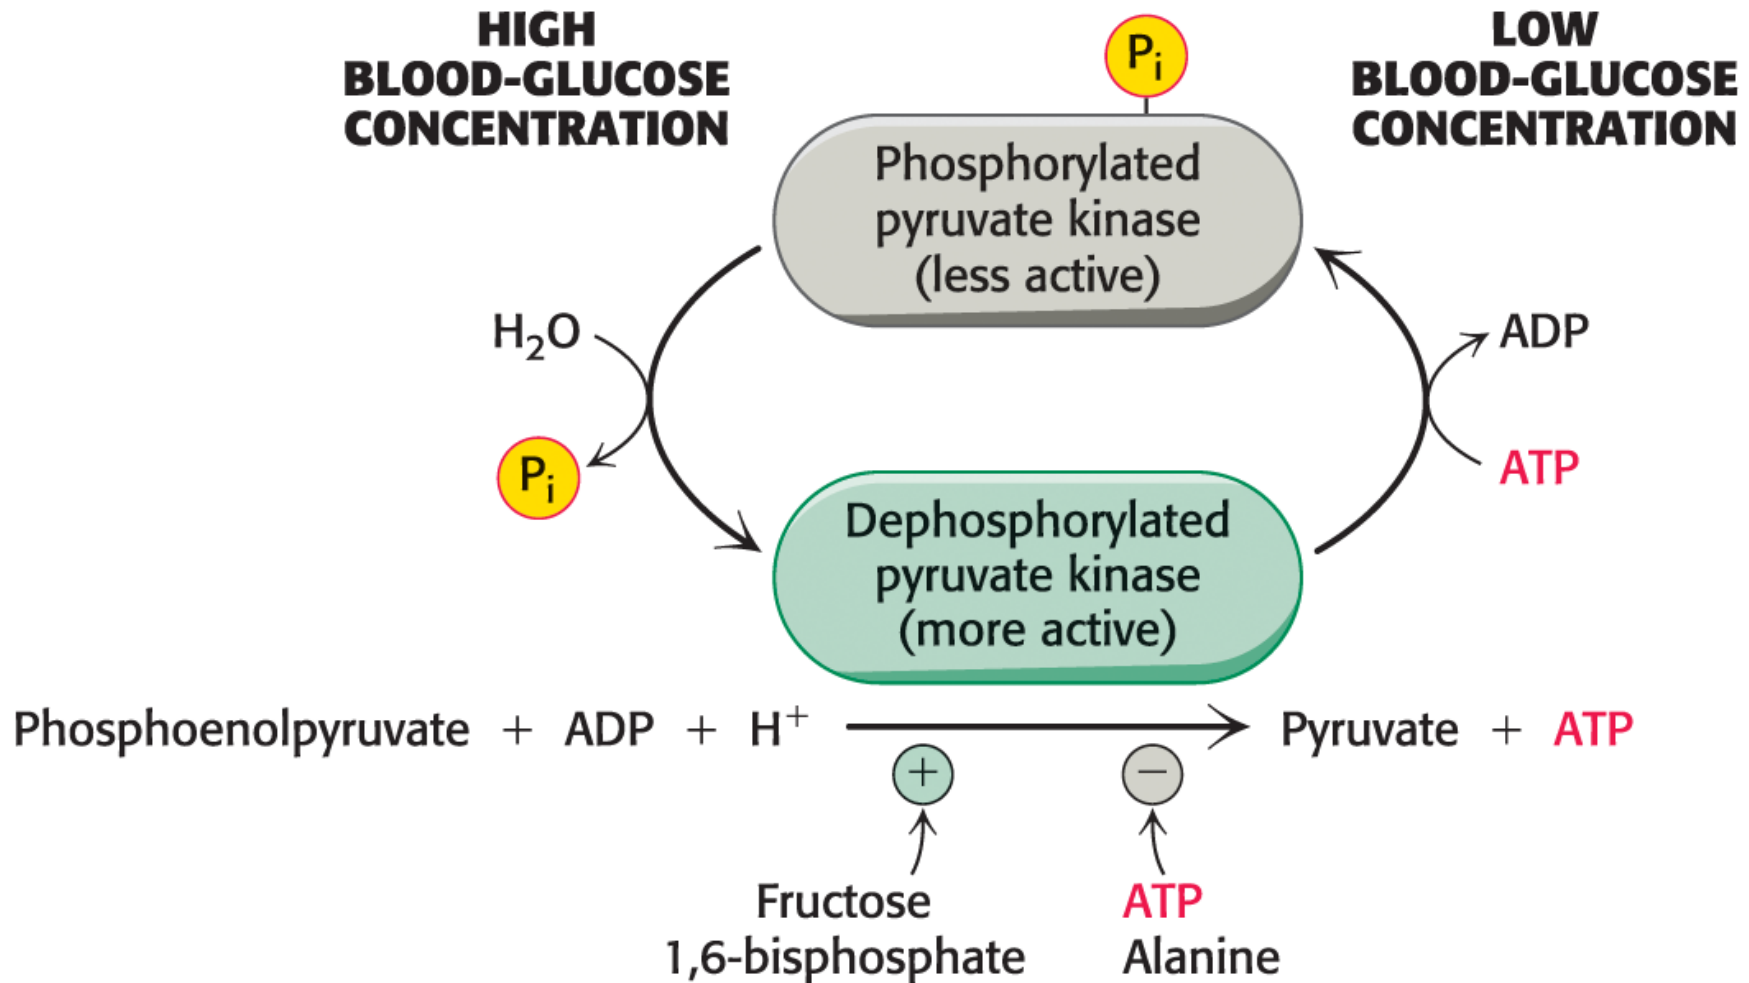 HIGH
BLOOD-GLUCOSE
CONCENTRATION
Pi
LOW
BLOOD-GLUCOSE
CONCENTRATION
Phosphorylated
pyruvate kinase
(less active)
H₂O
Pi
ADP
ATP
Dephosphorylated
pyruvate kinase
(more active)
Phosphoenolpyruvate + ADP + H⁺ Pyruvate + ATP
+
−
Fructose
1,6-bisphosphate
ATP
Alanine